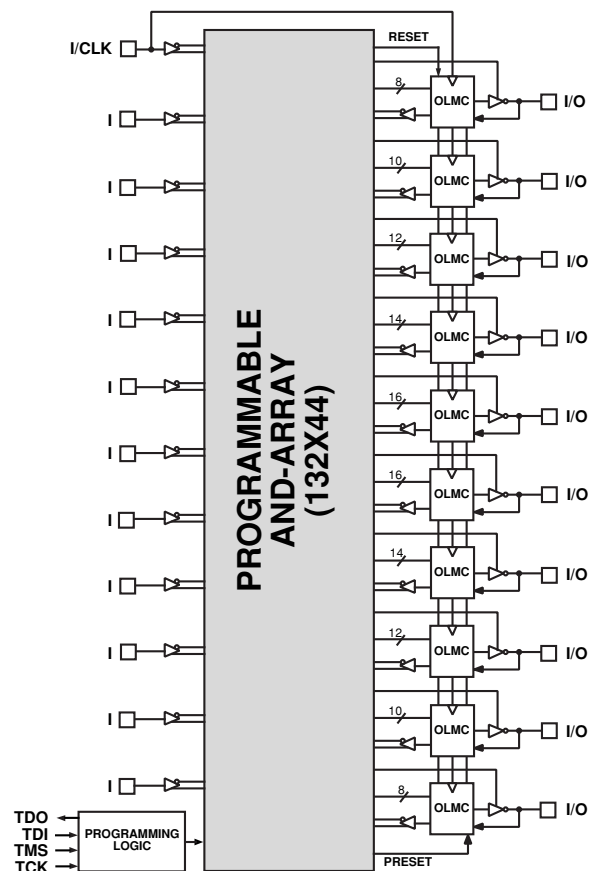 RESET
I/CLK
8
OLMC
I/O
I
10
OLMC
I/O
I
12
OLMC
I/O
I
14
OLMC
I/O
I
16
OLMC
I/O
I
16
OLMC
I/O
I
14
OLMC
I/O
I
12
OLMC
I/O
I
10
OLMC
I/O
I
8
OLMC
I/O
I
I
PROGRAMMABLE
AND-ARRAY
(132X44)
PRESET
TDO
TDI
TMS
TCK
PROGRAMMING
LOGIC